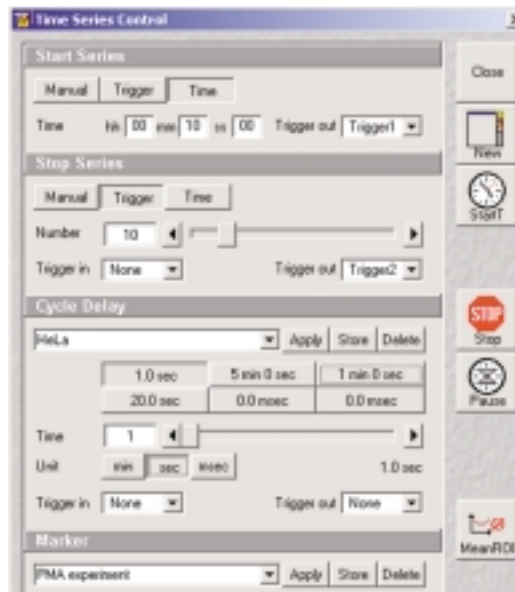 Time Series Control
Start Series
Manual Trigger Time
Time hh 00 mm 10 ss 00 Trigger out Trigger1
Stop Series
Manual Trigger Time
Number 10
Trigger in None Trigger out Trigger2
Cycle Delay
HeLa Apply Store Delete
1.0 sec 5 min 0 sec 1 min 0 sec
20.0 sec 0.0 msec 0.0 msec
Time 1
Unit min sec msec 1.0 sec
Trigger in None Trigger out None
Marker
PMA experiment Apply Store Delete
Close
New
StartT
STOP
Stop
Pause
MeanROI